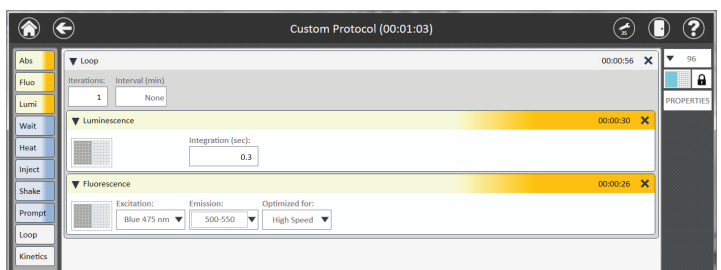 Custom Protocol (00:01:03)
25
?
Abs
Fluo
Lumi
Wait
Heat
Inject
Shake
Prompt
Loop
Kinetics
Loop 00:00:56 X
Iterations: Interval (min)
1 None
Luminescence 00:00:30 X
Integration (sec):
0.3
Fluorescence 00:00:26 X
Excitation: Emission: Optimized for:
Blue 475 nm 500-550 High Speed
96
PROPERTIES